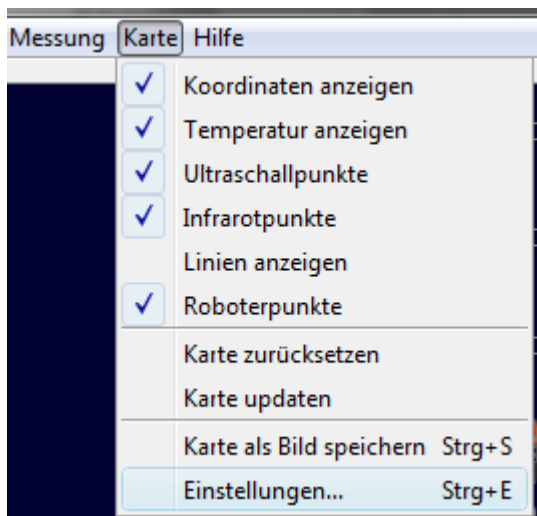 Messung Karte Hilfe
Koordinaten anzeigen
Temperatur anzeigen
Ultraschallpunkte
Infrarotpunkte
Linien anzeigen
Roboterpunkte
Karte zurücksetzen
Karte updaten
Karte als Bild speichern Strg+S
Einstellungen... Strg+E